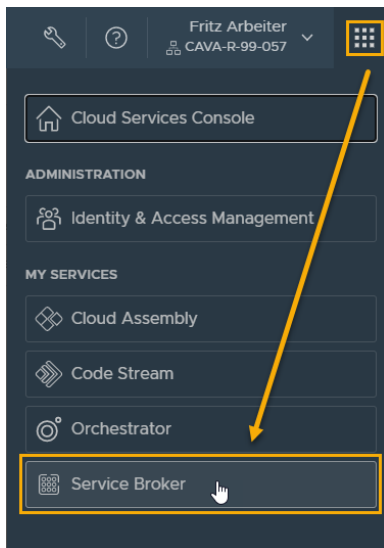 Fritz Arbeiter
CAVA-R-99-057
Cloud Services Console
ADMINISTRATION
Identity & Access Management
MY SERVICES
Cloud Assembly
Code Stream
Orchestrator
Service Broker